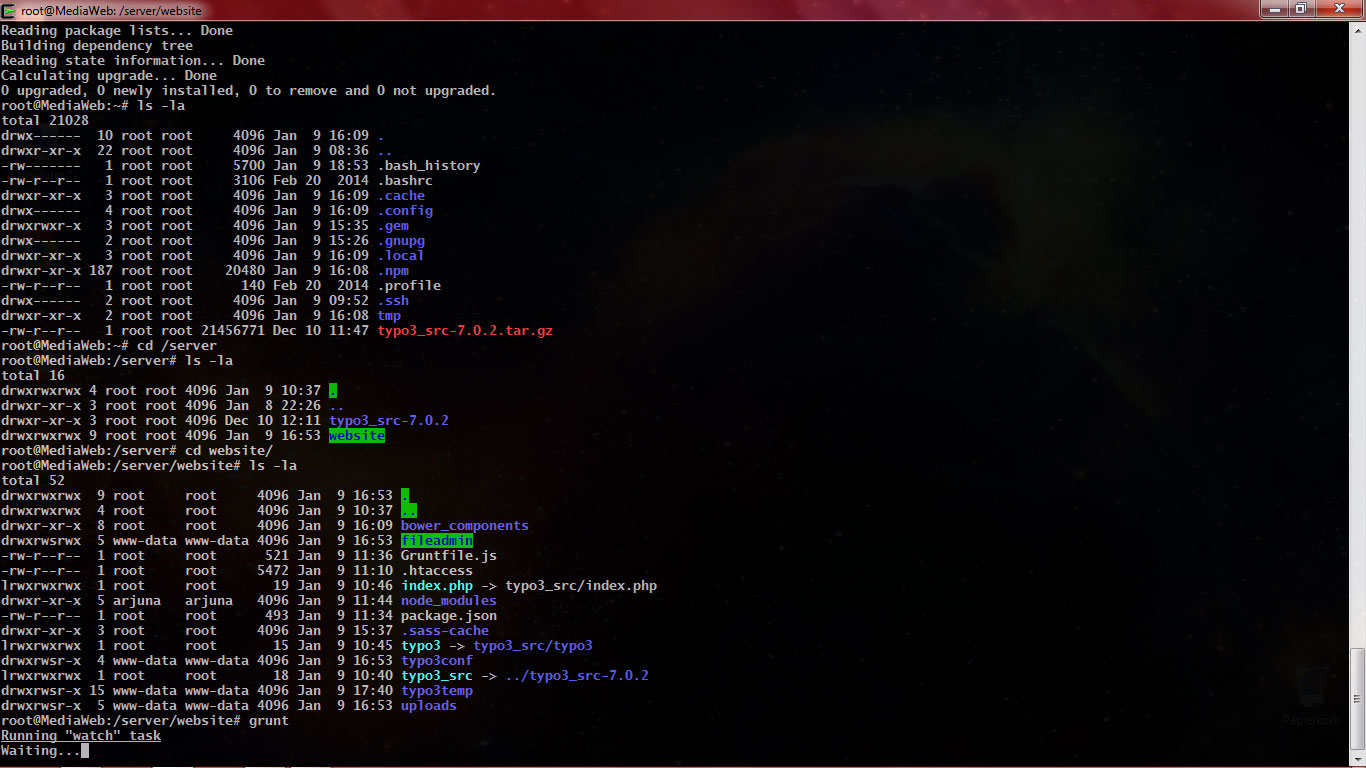 root@MediaWeb: /server/website
Reading package lists... Done
Building dependency tree
Reading state information... Done
Calculating upgrade... Done
0 upgraded, 0 newly installed, 0 to remove and 0 not upgraded.
root@MediaWeb:~# ls -la
total 21028
drwx------  10 root root     4096 Jan  9 16:09 .
drwxr-xr-x  22 root root     4096 Jan  9 08:36 ..
-rw-------   1 root root     5700 Jan  9 18:53 .bash_history
-rw-r--r--   1 root root     3106 Feb 20  2014 .bashrc
drwxr-xr-x   3 root root     4096 Jan  9 16:09 .cache
drwx------   4 root root     4096 Jan  9 16:09 .config
drwxrwxr-x   3 root root     4096 Jan  9 15:35 .gem
drwx------   2 root root     4096 Jan  9 15:26 .gnupg
drwxr-xr-x   3 root root     4096 Jan  9 16:09 .local
drwxr-xr-x 187 root root    20480 Jan  9 16:08 .npm
-rw-r--r--   1 root root      140 Feb 20  2014 .profile
drwx------   2 root root     4096 Jan  9 09:52 .ssh
drwxr-xr-x   2 root root     4096 Jan  9 16:08 tmp
-rw-r--r--   1 root root 21456771 Dec 10 11:47 typo3_src-7.0.2.tar.gz
root@MediaWeb:~# cd /server
root@MediaWeb:/server# ls -la
total 16
drwxrwxrwx 4 root root 4096 Jan  9 10:37 .
drwxr-xr-x 3 root root 4096 Jan  8 22:26 ..
drwxr-xr-x 3 root root 4096 Dec 10 12:11 typo3_src-7.0.2
drwxrwxrwx 9 root root 4096 Jan  9 16:53 website
root@MediaWeb:/server# cd website/
root@MediaWeb:/server/website# ls -la
total 52
drwxrwxrwx  9 root     root     4096 Jan  9 16:53 .
drwxrwxrwx  4 root     root     4096 Jan  9 10:37 ..
drwxr-xr-x  8 root     root     4096 Jan  9 16:09 bower_components
drwxrwsrwx  5 www-data www-data 4096 Jan  9 16:53 fileadmin
-rw-r--r--  1 root     root      521 Jan  9 11:36 Gruntfile.js
-rw-r--r--  1 root     root     5472 Jan  9 11:10 .htaccess
lrwxrwxrwx  1 root     root       19 Jan  9 10:46 index.php -> typo3_src/index.php
drwxr-xr-x  5 arjuna   arjuna   4096 Jan  9 11:44 node_modules
-rw-r--r--  1 root     root      493 Jan  9 11:34 package.json
drwxr-xr-x  3 root     root     4096 Jan  9 15:37 .sass-cache
lrwxrwxrwx  1 root     root       15 Jan  9 10:45 typo3 -> typo3_src/typo3
drwxrwsr-x  4 www-data www-data 4096 Jan  9 16:53 typo3conf
lrwxrwxrwx  1 root     root       18 Jan  9 10:40 typo3_src -> ../typo3_src-7.0.2
drwxrwsr-x 15 www-data www-data 4096 Jan  9 17:40 typo3temp
drwxrwsr-x  5 www-data www-data 4096 Jan  9 16:53 uploads
root@MediaWeb:/server/website# grunt
Running "watch" task
Waiting...
Papierkorb